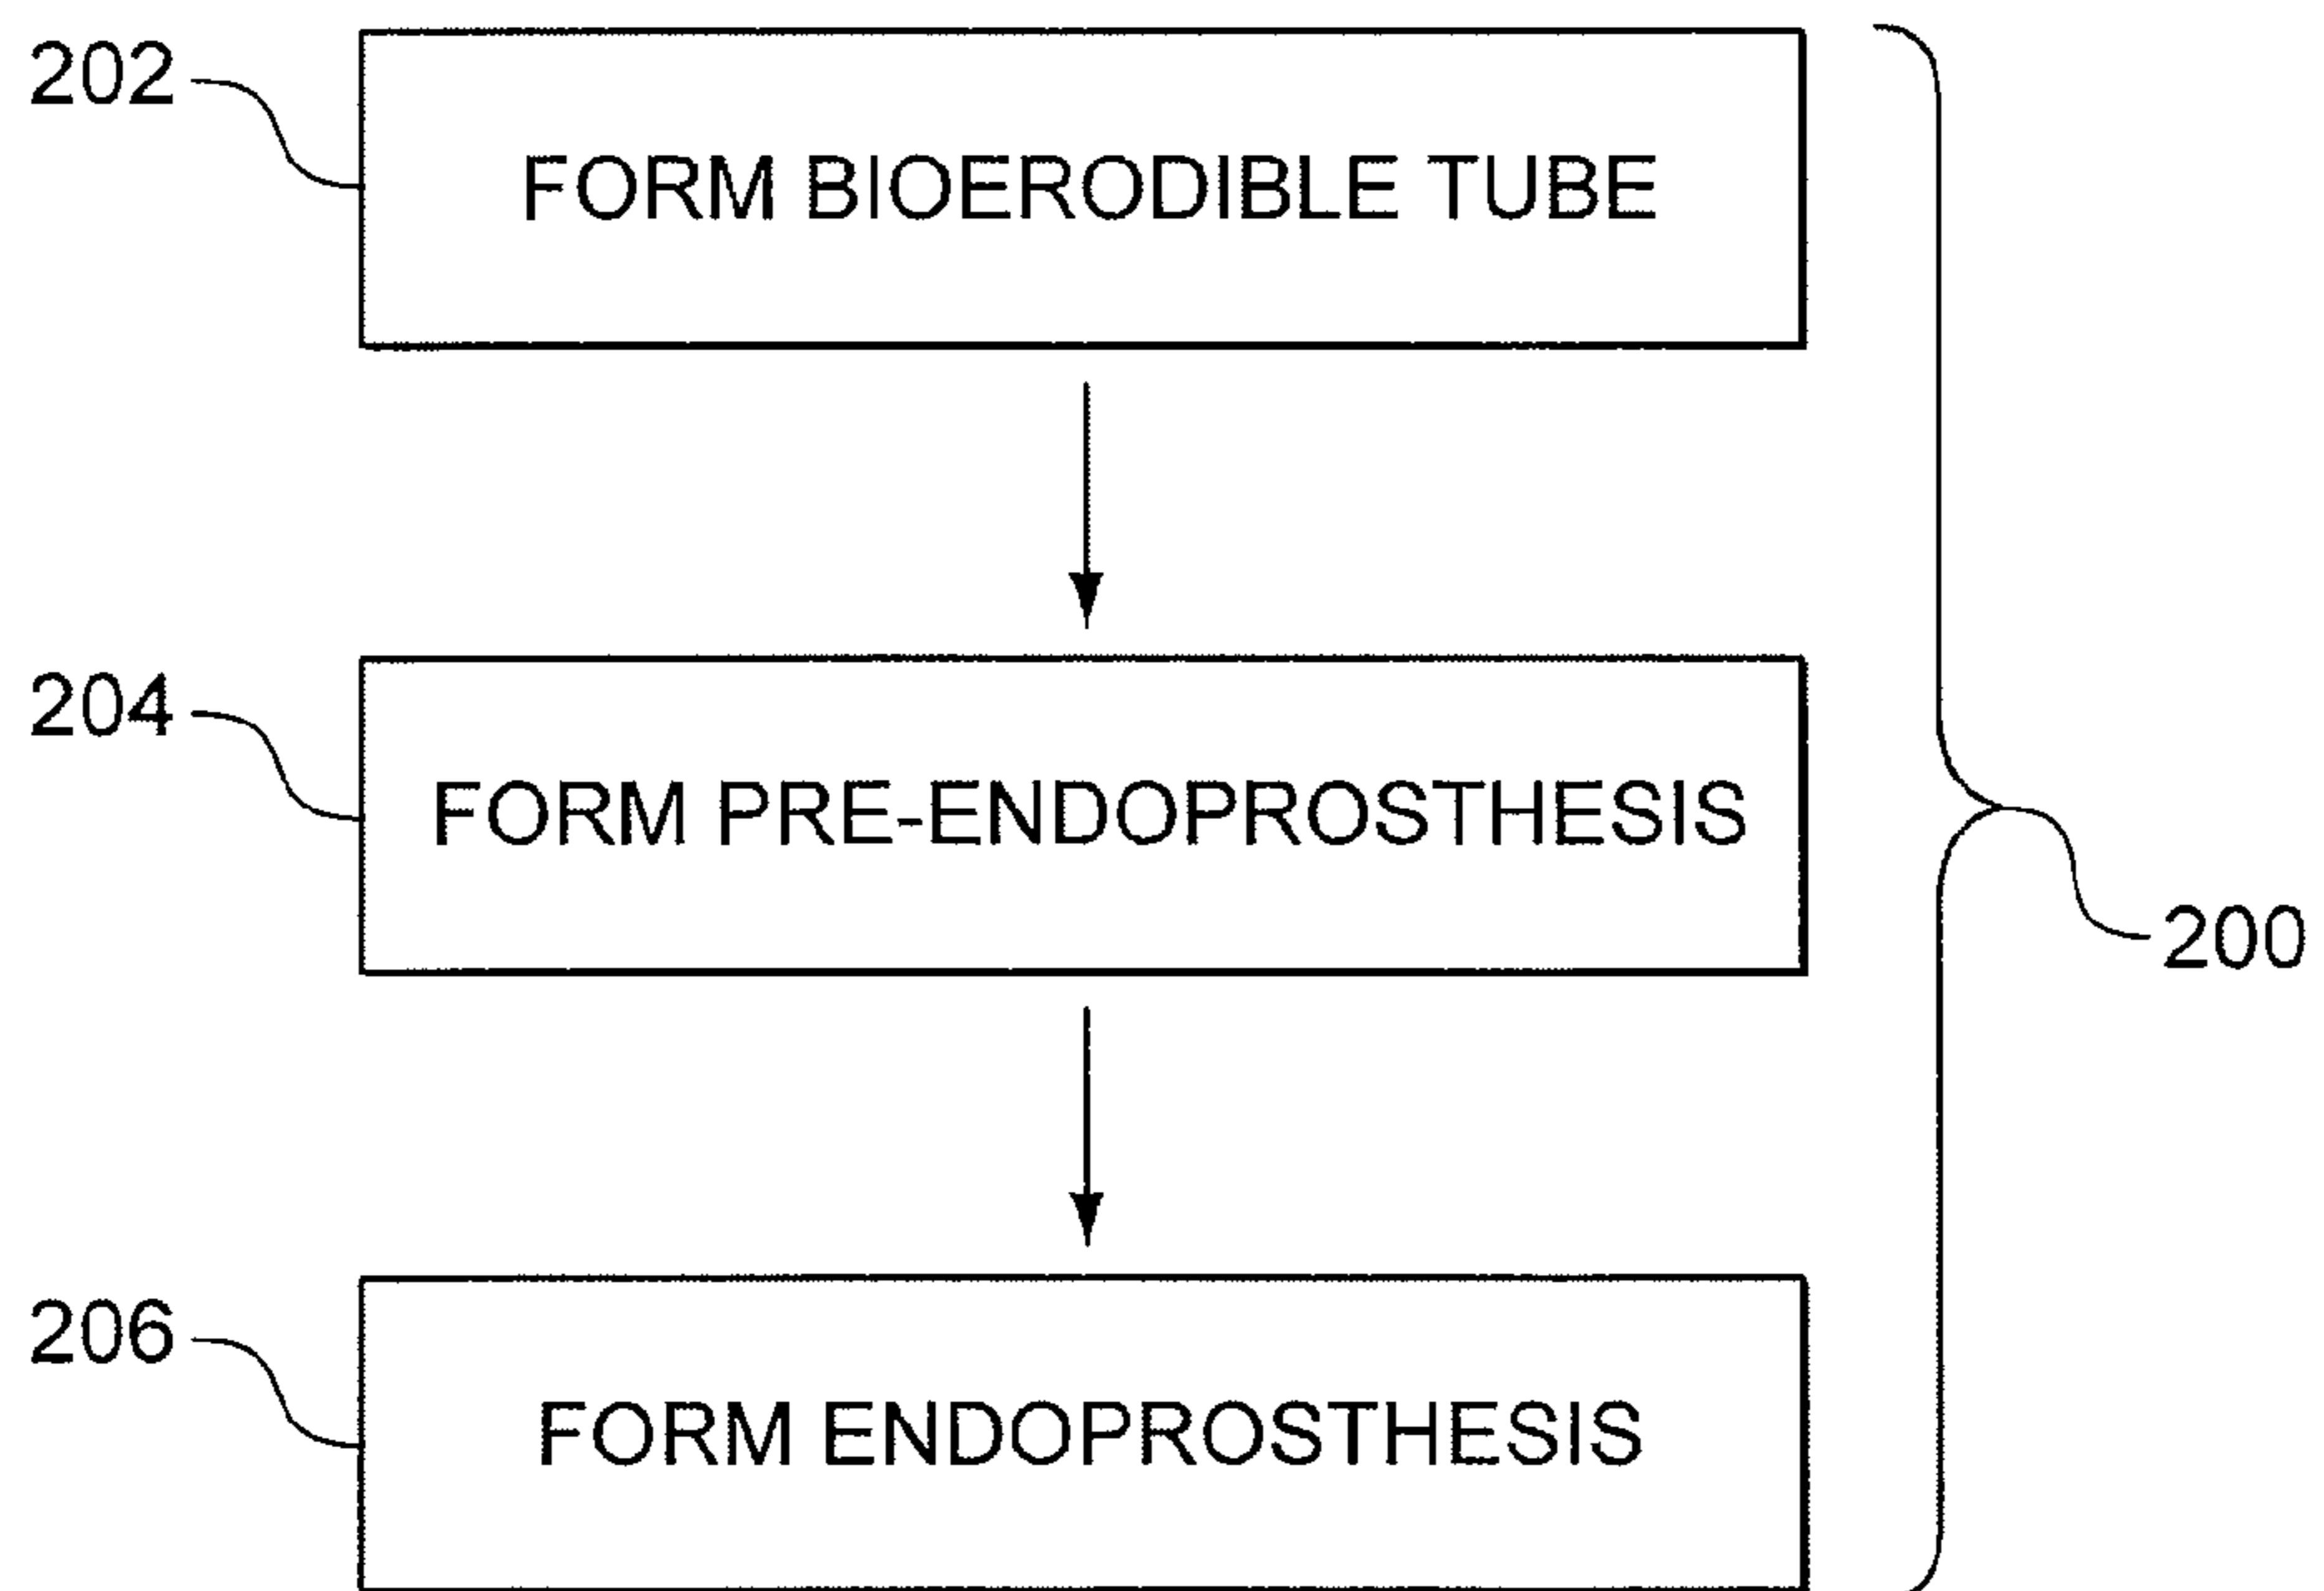 202
FORM BIOERODIBLE TUBE
204
FORM PRE-ENDOPROSTHESIS
200
206
FORM ENDOPROSTHESIS